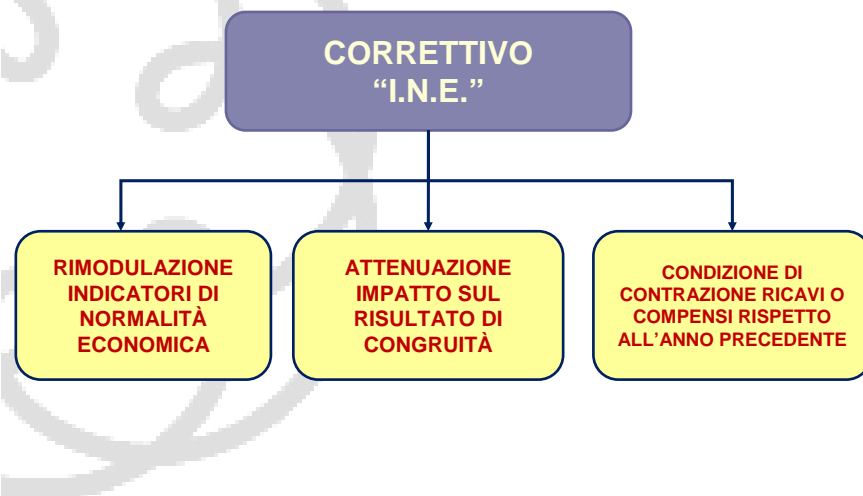 CORRETTIVO
“I.N.E.”
RIMODULAZIONE
INDICATORI DI
NORMALITÀ
ECONOMICA
ATTENUAZIONE
IMPATTO SUL
RISULTATO DI
CONGRUITÀ
CONDIZIONE DI
CONTRAZIONE RICAVI O
COMPENSI RISPETTO
ALL’ANNO PRECEDENTE